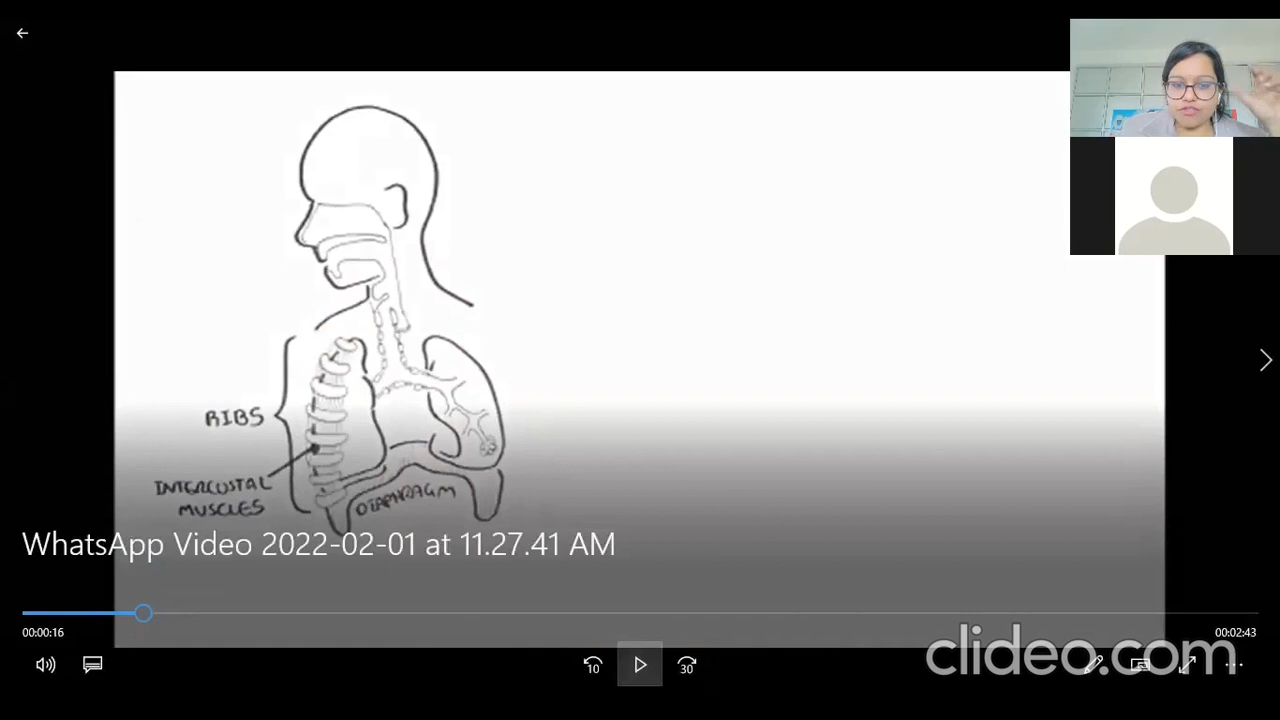 RIBS
INTERCOSTAL
MUSCLES
DIAPHRAGM
WhatsApp Video 2022-02-01 at 11.27.41 AM
00:00:16
00:02:43
10
30
clideo.com